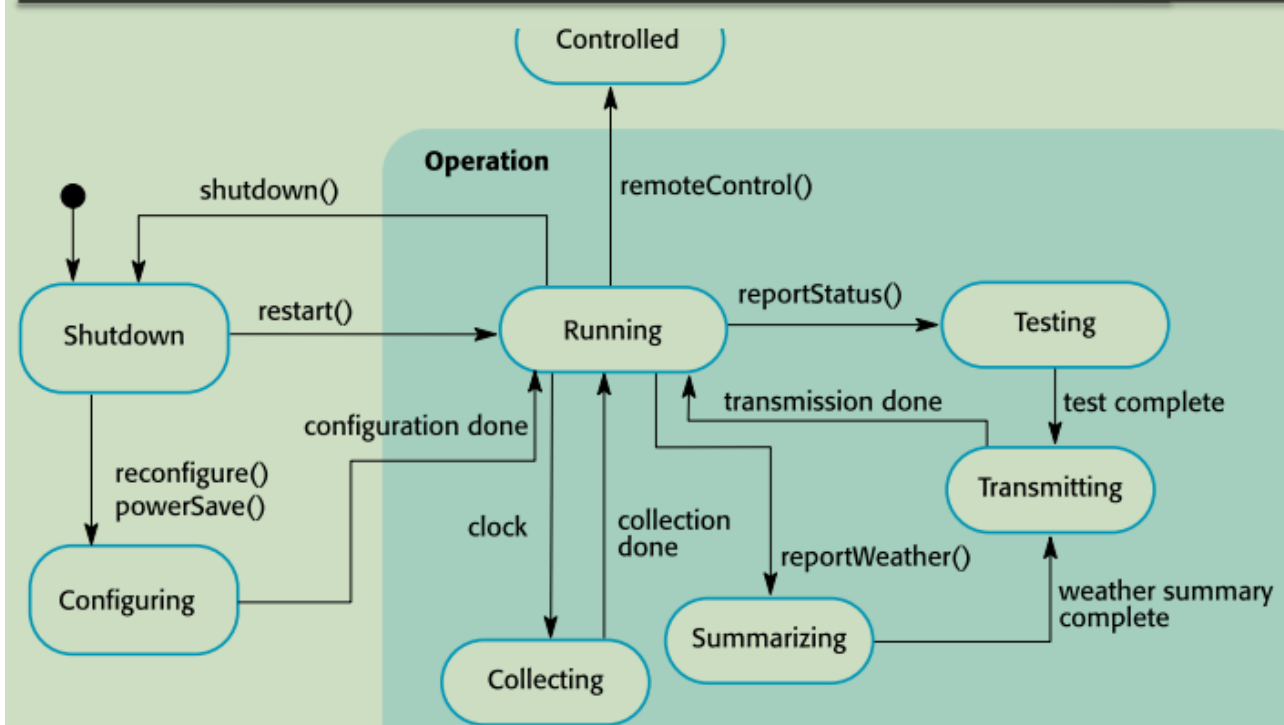 Controlled
Operation
shutdown()
remoteControl()
restart()
reportStatus()
Shutdown
Running
Testing
configuration done
transmission done
test complete
reconfigure()
powerSave()
clock
collection
done
Transmitting
reportWeather()
Configuring
weather summary
complete
Summarizing
Collecting